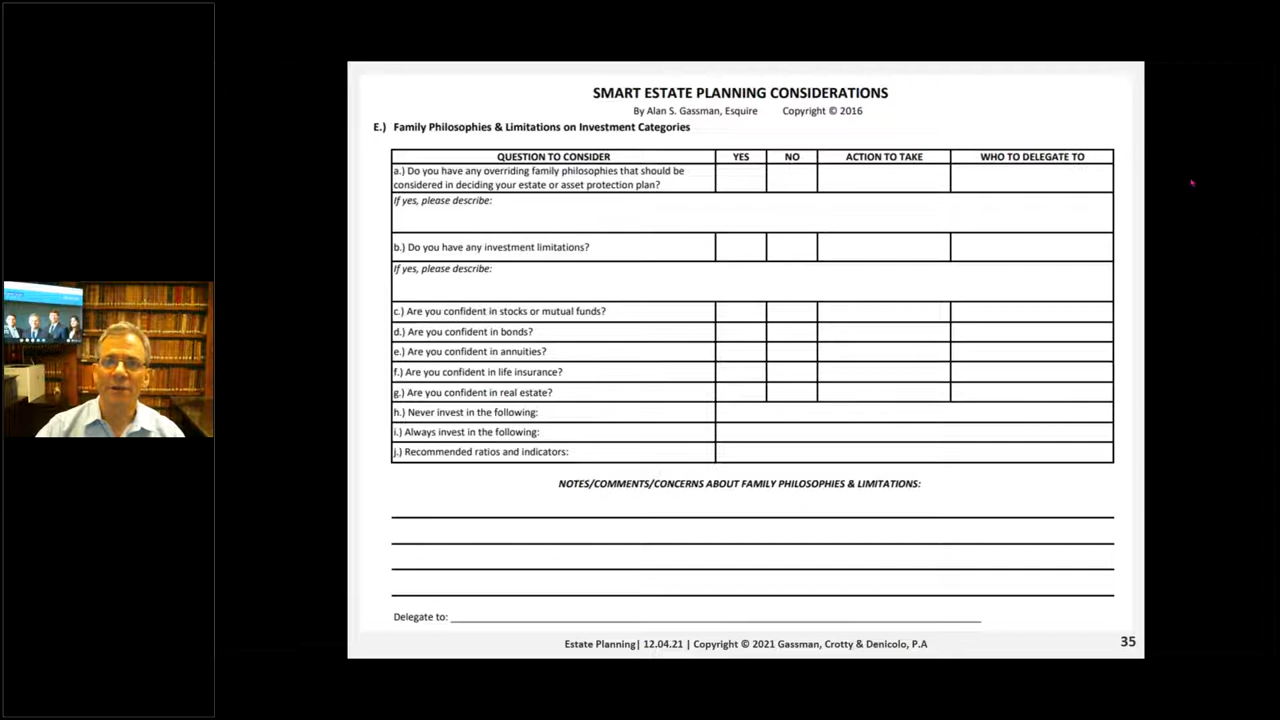 SMART ESTATE PLANNING CONSIDERATIONS
By Alan S. Gassman, Esquire Copyright © 2016
E.) Family Philosophies & Limitations on Investment Categories
QUESTION TO CONSIDER YES NO ACTION TO TAKE WHO TO DELEGATE TO
a.) Do you have any overriding family philosophies that should be
considered in deciding your estate or asset protection plan?
If yes, please describe:
b.) Do you have any investment limitations?
If yes, please describe:
c.) Are you confident in stocks or mutual funds?
d.) Are you confident in bonds?
e.) Are you confident in annuities?
f.) Are you confident in life insurance?
g.) Are you confident in real estate?
h.) Never invest in the following:
i.) Always invest in the following:
j.) Recommended ratios and indicators:
NOTES/COMMENTS/CONCERNS ABOUT FAMILY PHILOSOPHIES & LIMITATIONS:
Delegate to:
Estate Planning| 12.04.21 | Copyright © 2021 Gassman, Crotty & Denicolo, P.A
35